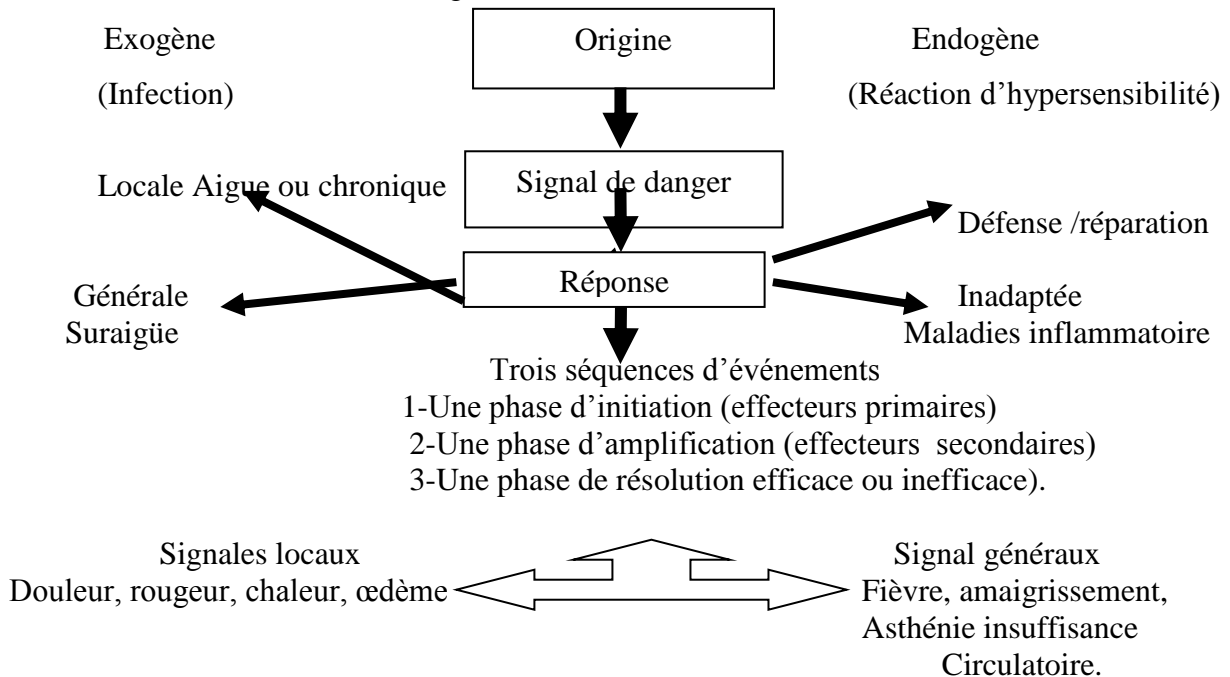 Exogène
Origine
Endogène
(Infection)
(Réaction d’hypersensibilité)
Locale Aigue ou chronique
Signal de danger
Défense /réparation
Réponse
Générale
Suraigüe
Inadaptée
Maladies inflammatoire
Trois séquences d’événements
1-Une phase d’initiation (effecteurs primaires)
2-Une phase d’amplification (effecteurs secondaires)
3-Une phase de résolution efficace ou inefficace).
Signales locaux
Douleur, rougeur, chaleur, œdème
Signal généraux
Fièvre, amaigrissement,
Asthénie insuffisance
Circulatoire.